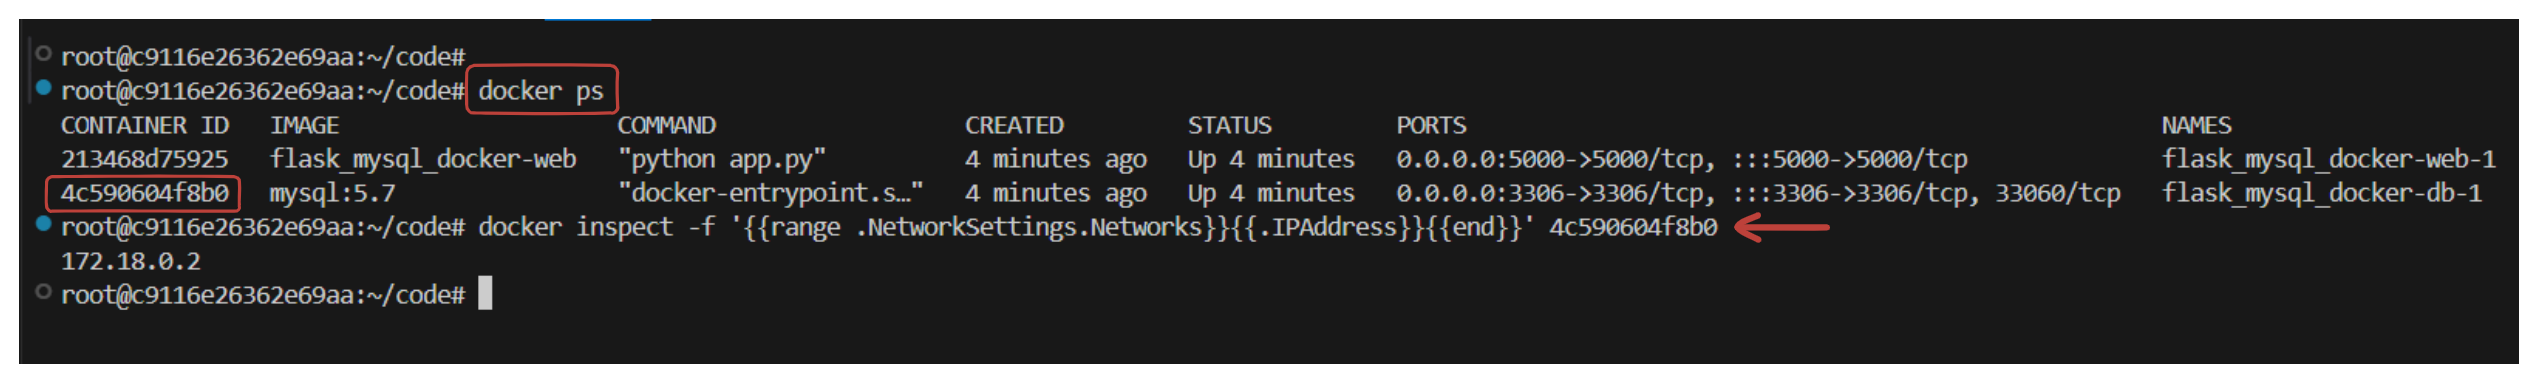 root@c9116e26362e69aa:~/code#
root@c9116e26362e69aa:~/code# docker ps
CONTAINER ID   IMAGE                    COMMAND                  CREATED         STATUS         PORTS                                                  NAMES
213468d75925   flask_mysql_docker-web   "python app.py"          4 minutes ago   Up 4 minutes   0.0.0.0:5000->5000/tcp, :::5000->5000/tcp              flask_mysql_docker-web-1
4c590604f8b0   mysql:5.7                "docker-entrypoint.s…"   4 minutes ago   Up 4 minutes   0.0.0.0:3306->3306/tcp, :::3306->3306/tcp, 33060/tcp   flask_mysql_docker-db-1
root@c9116e26362e69aa:~/code# docker inspect -f '{{range .NetworkSettings.Networks}}{{.IPAddress}}{{end}}' 4c590604f8b0
172.18.0.2
root@c9116e26362e69aa:~/code#